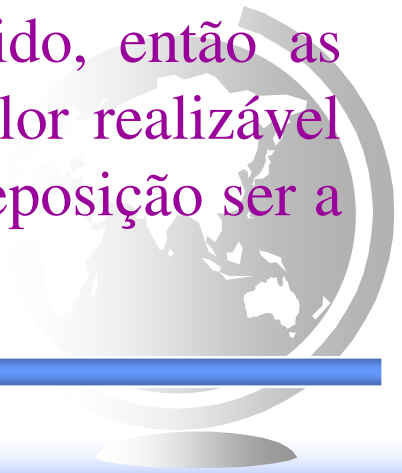 ido, então as
lor realizável
eposição ser a